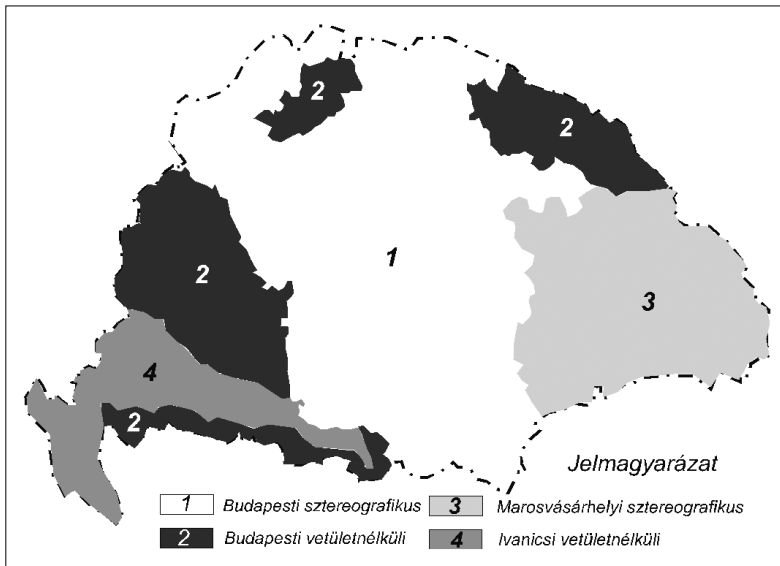 2
2
1
2
3
4
2
Jelmagyarázat
1 Budapesti sztereografikus
3 Marosvásárhelyi sztereografikus
2 Budapesti vetületnélküli
4 Ivanicsi vetületnélküli